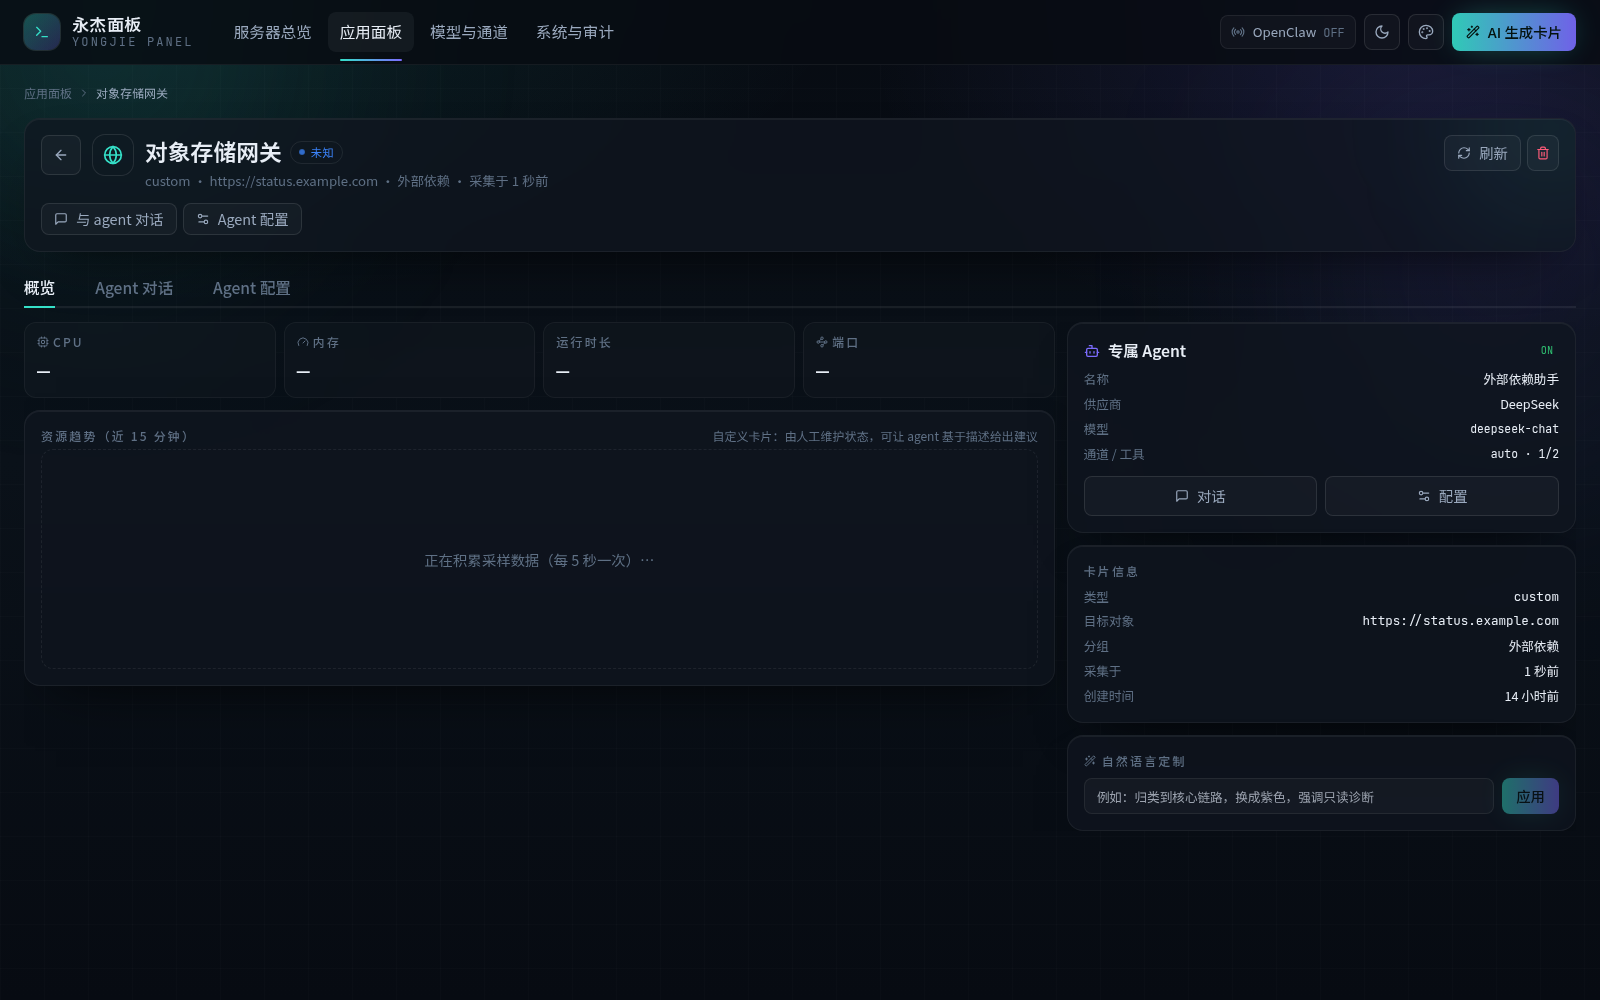 永杰面板
YONGJIE PANEL
服务器总览
应用面板
模型与通道
系统与审计
OpenClaw OFF
AI 生成卡片
应用面板 > 对象存储网关
对象存储网关
未知
custom • https://status.example.com • 外部依赖 • 采集于 1 秒前
刷新
与 agent 对话
Agent 配置
概览
Agent 对话
Agent 配置
CPU
—
内存
—
运行时长
—
端口
—
资源趋势（近 15 分钟）
自定义卡片：由人工维护状态，可让 agent 基于描述给出建议
正在积累采样数据（每 5 秒一次）…
专属 Agent
ON
名称 外部依赖助手
供应商 DeepSeek
模型 deepseek-chat
通道 / 工具 auto · 1/2
对话
配置
卡片信息
类型 custom
目标对象 https://status.example.com
分组 外部依赖
采集于 1 秒前
创建时间 14 小时前
自然语言定制
例如：归类到核心链路，换成紫色，强调只读诊断
应用